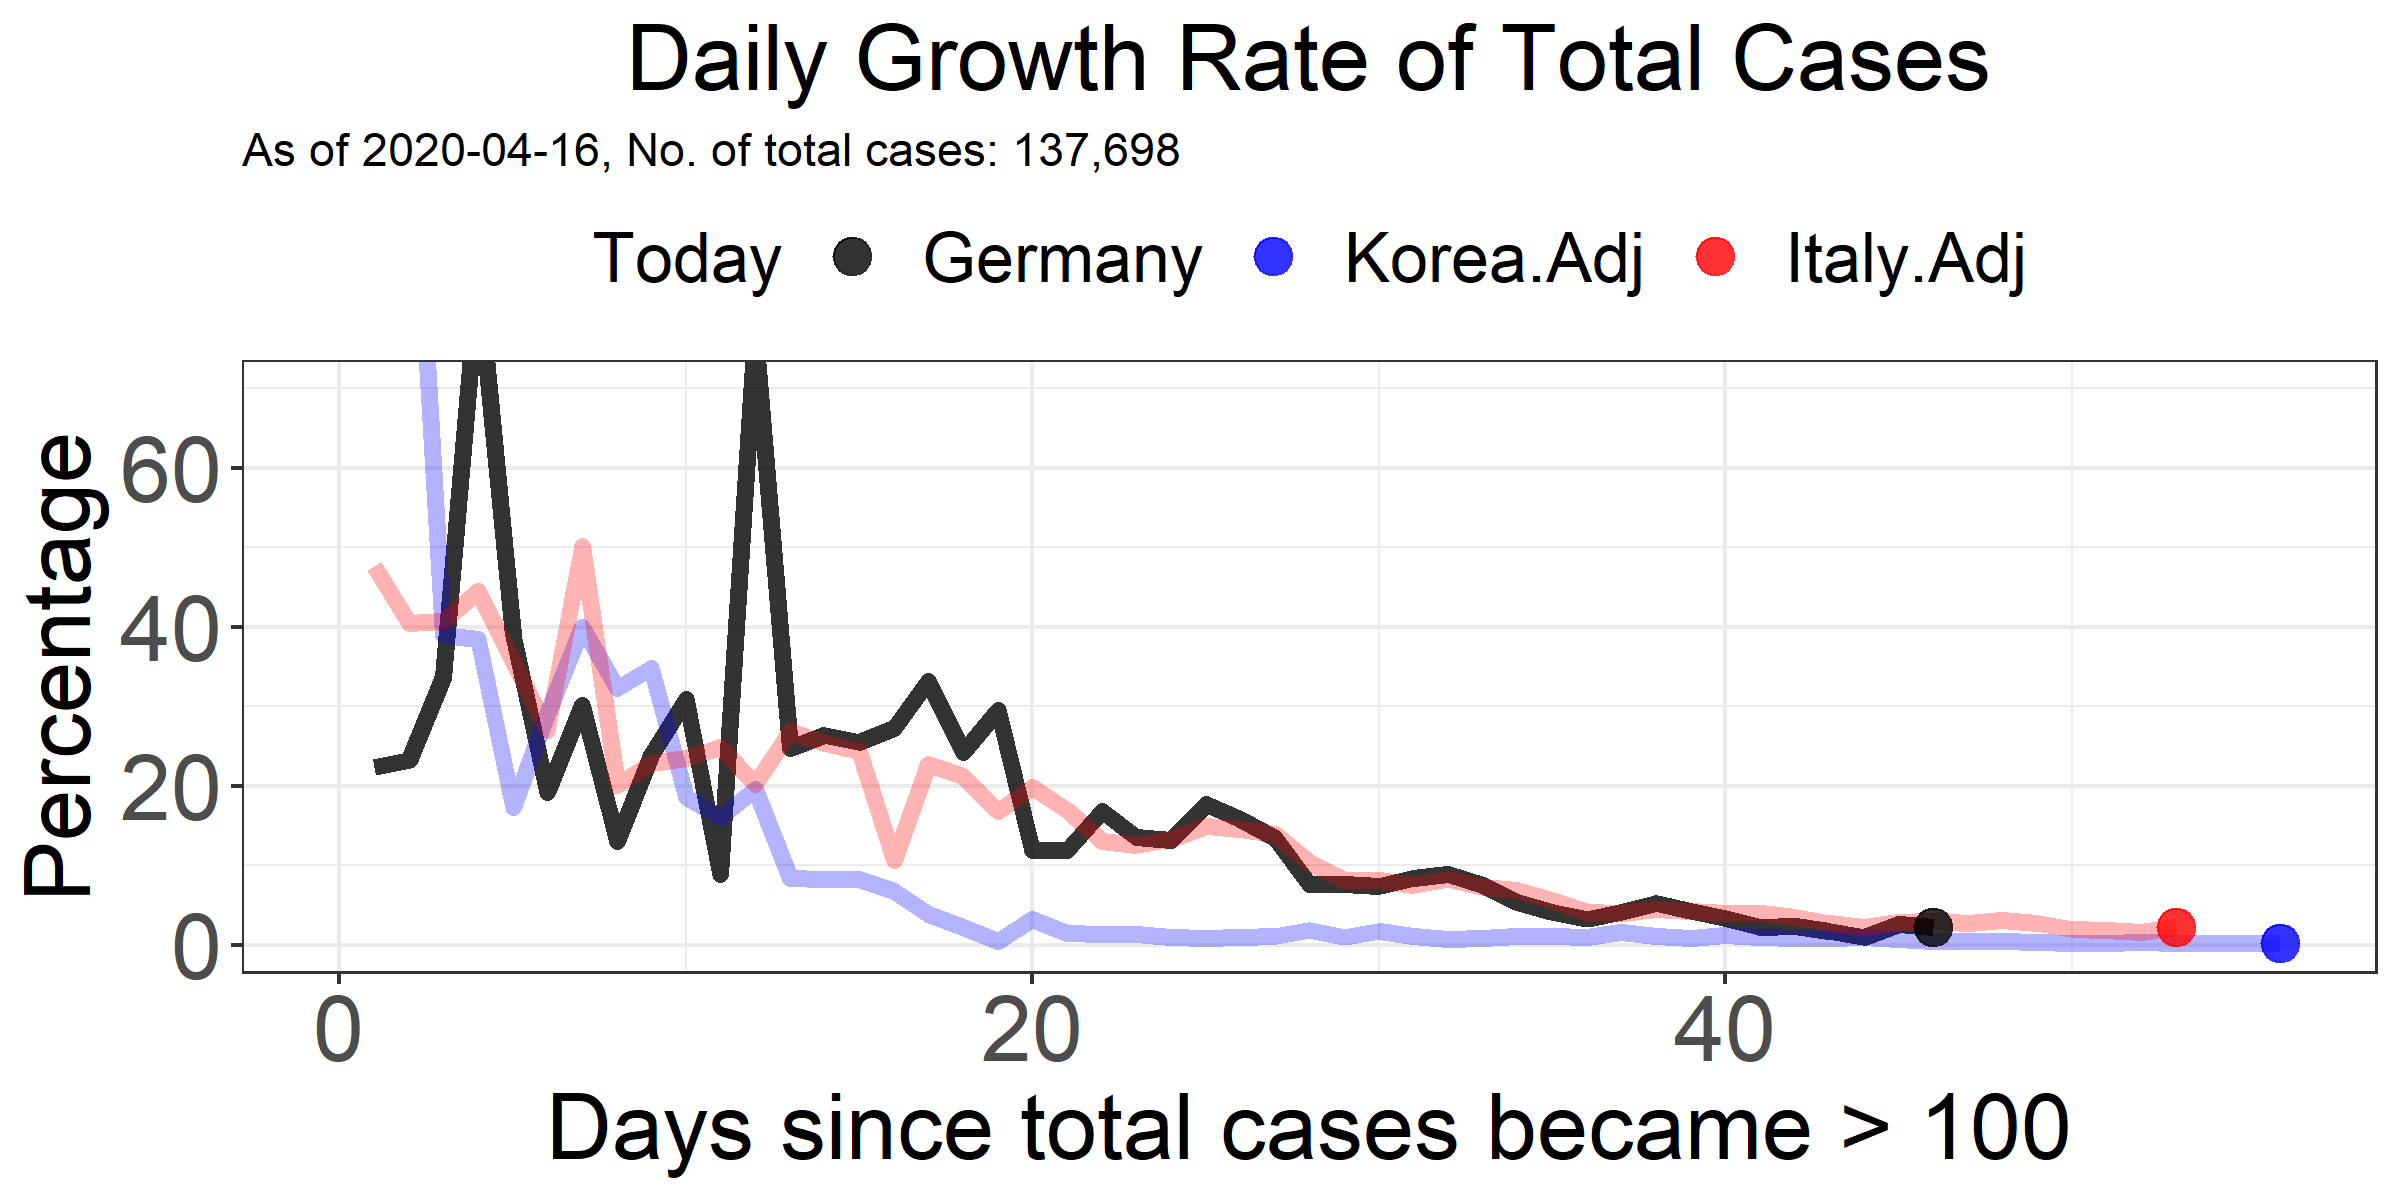 Daily Growth Rate of Total Cases
As of 2020-04-16, No. of total cases: 137,698
Today Germany Korea.Adj Italy.Adj
Percentage
60
40
20
0
0 20 40
Days since total cases became > 100